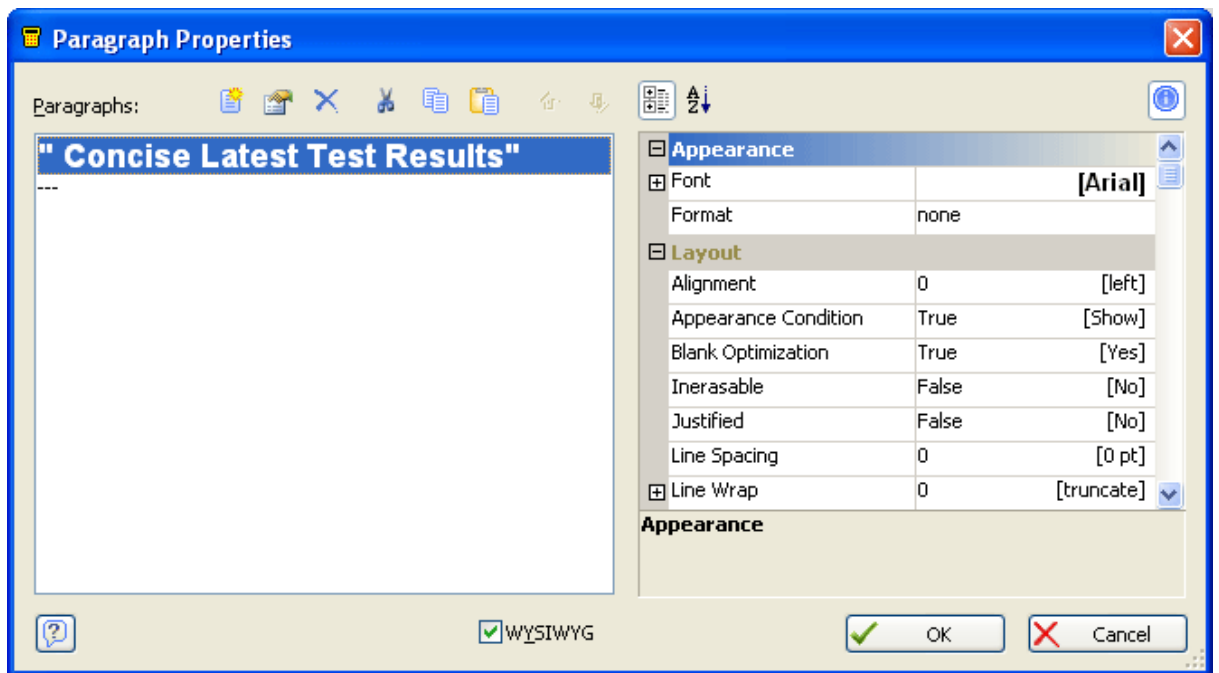 Paragraph Properties
Paragraphs:
" Concise Latest Test Results"
---
Appearance
Font [Arial]
Format none
Layout
Alignment 0 [left]
Appearance Condition True [Show]
Blank Optimization True [Yes]
Inerasable False [No]
Justified False [No]
Line Spacing 0 [0 pt]
Line Wrap 0 [truncate]
Appearance
WYSIWYG
OK
Cancel